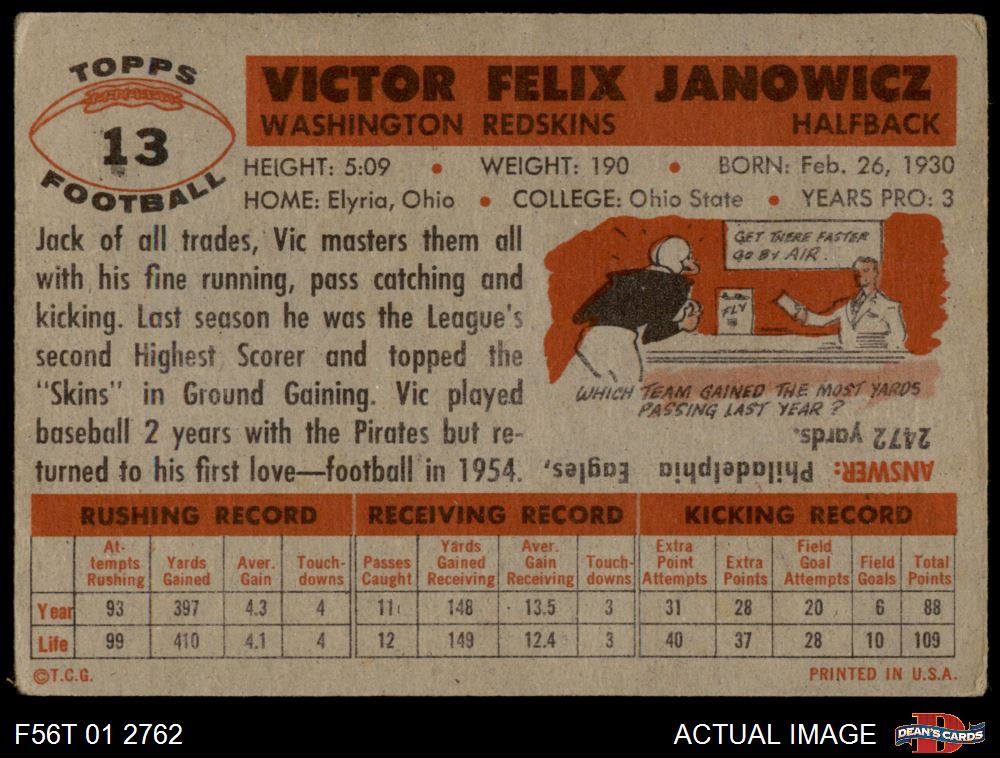 TOPPS
13
FOOTBALL
VICTOR FELIX JANOWICZ
WASHINGTON REDSKINS HALFBACK
HEIGHT: 5:09 • WEIGHT: 190 • BORN: Feb. 26, 1930
HOME: Elyria, Ohio • COLLEGE: Ohio State • YEARS PRO: 3
Jack of all trades, Vic masters them all
with his fine running, pass catching and
kicking. Last season he was the League's
second Highest Scorer and topped the
"Skins" in Ground Gaining. Vic played
baseball 2 years with the Pirates but re-
turned to his first love—football in 1954.
GET THERE FASTER
GO BY AIR.
FLY
WHICH TEAM GAINED THE MOST YARDS
PASSING LAST YEAR?
ANSWER: Philadelphia Eagles,
2472 yards.
RUSHING RECORD RECEIVING RECORD KICKING RECORD
At-tempts Rushing Yards Gained Aver. Gain Touch-downs Passes Caught Yards Gained Receiving Aver. Gain Receiving Touch-downs Extra Point Attempts Extra Points Field Goal Attempts Field Goals Total Points
Year 93 397 4.3 4 11 148 13.5 3 31 28 20 6 88
Life 99 410 4.1 4 12 149 12.4 3 40 37 28 10 109
©T.C.G. PRINTED IN U.S.A.
F56T 01 2762 ACTUAL IMAGE DEAN'S CARDS